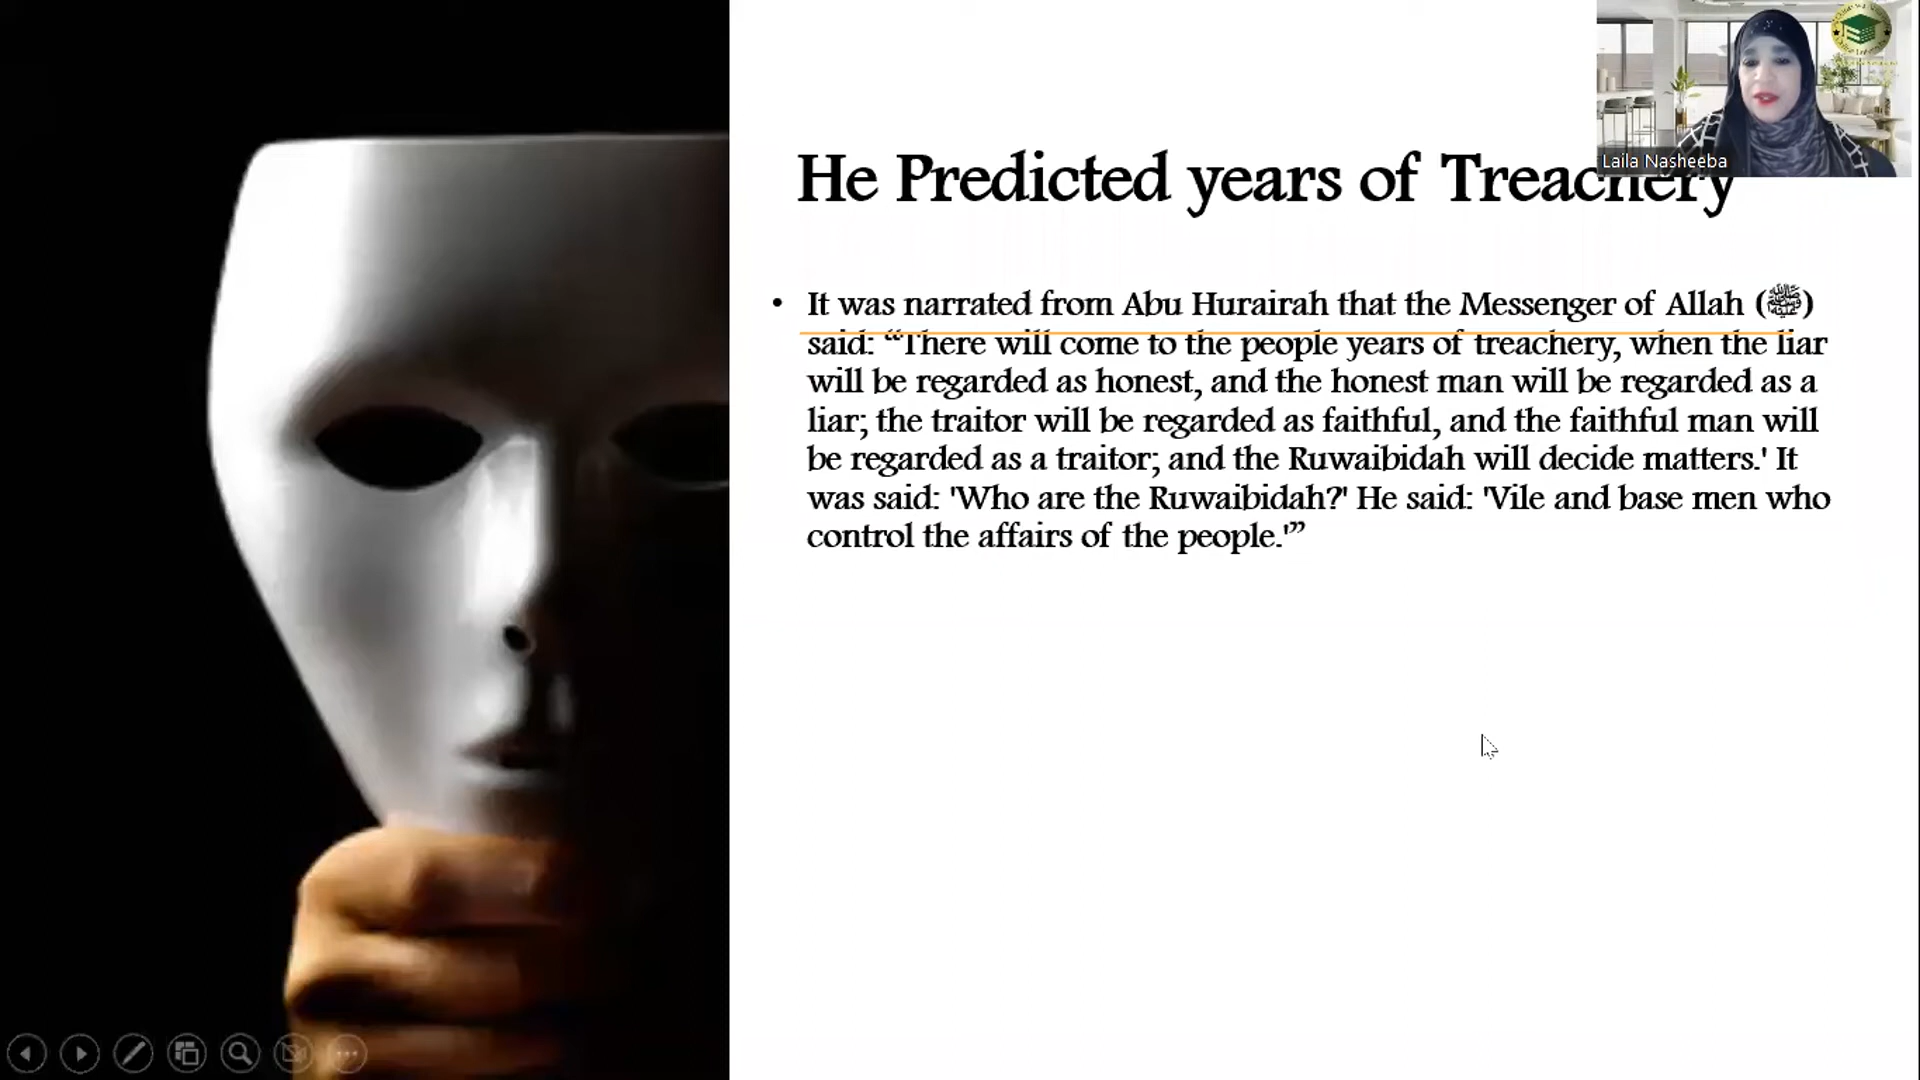 He Predicted years of Treachery
• It was narrated from Abu Hurairah that the Messenger of Allah (ﷺ)
said: “There will come to the people years of treachery, when the liar
will be regarded as honest, and the honest man will be regarded as a
liar; the traitor will be regarded as faithful, and the faithful man will
be regarded as a traitor; and the Ruwaibidah will decide matters.' It
was said: 'Who are the Ruwaibidah?' He said: 'Vile and base men who
control the affairs of the people.'”
Laila Nasheeba